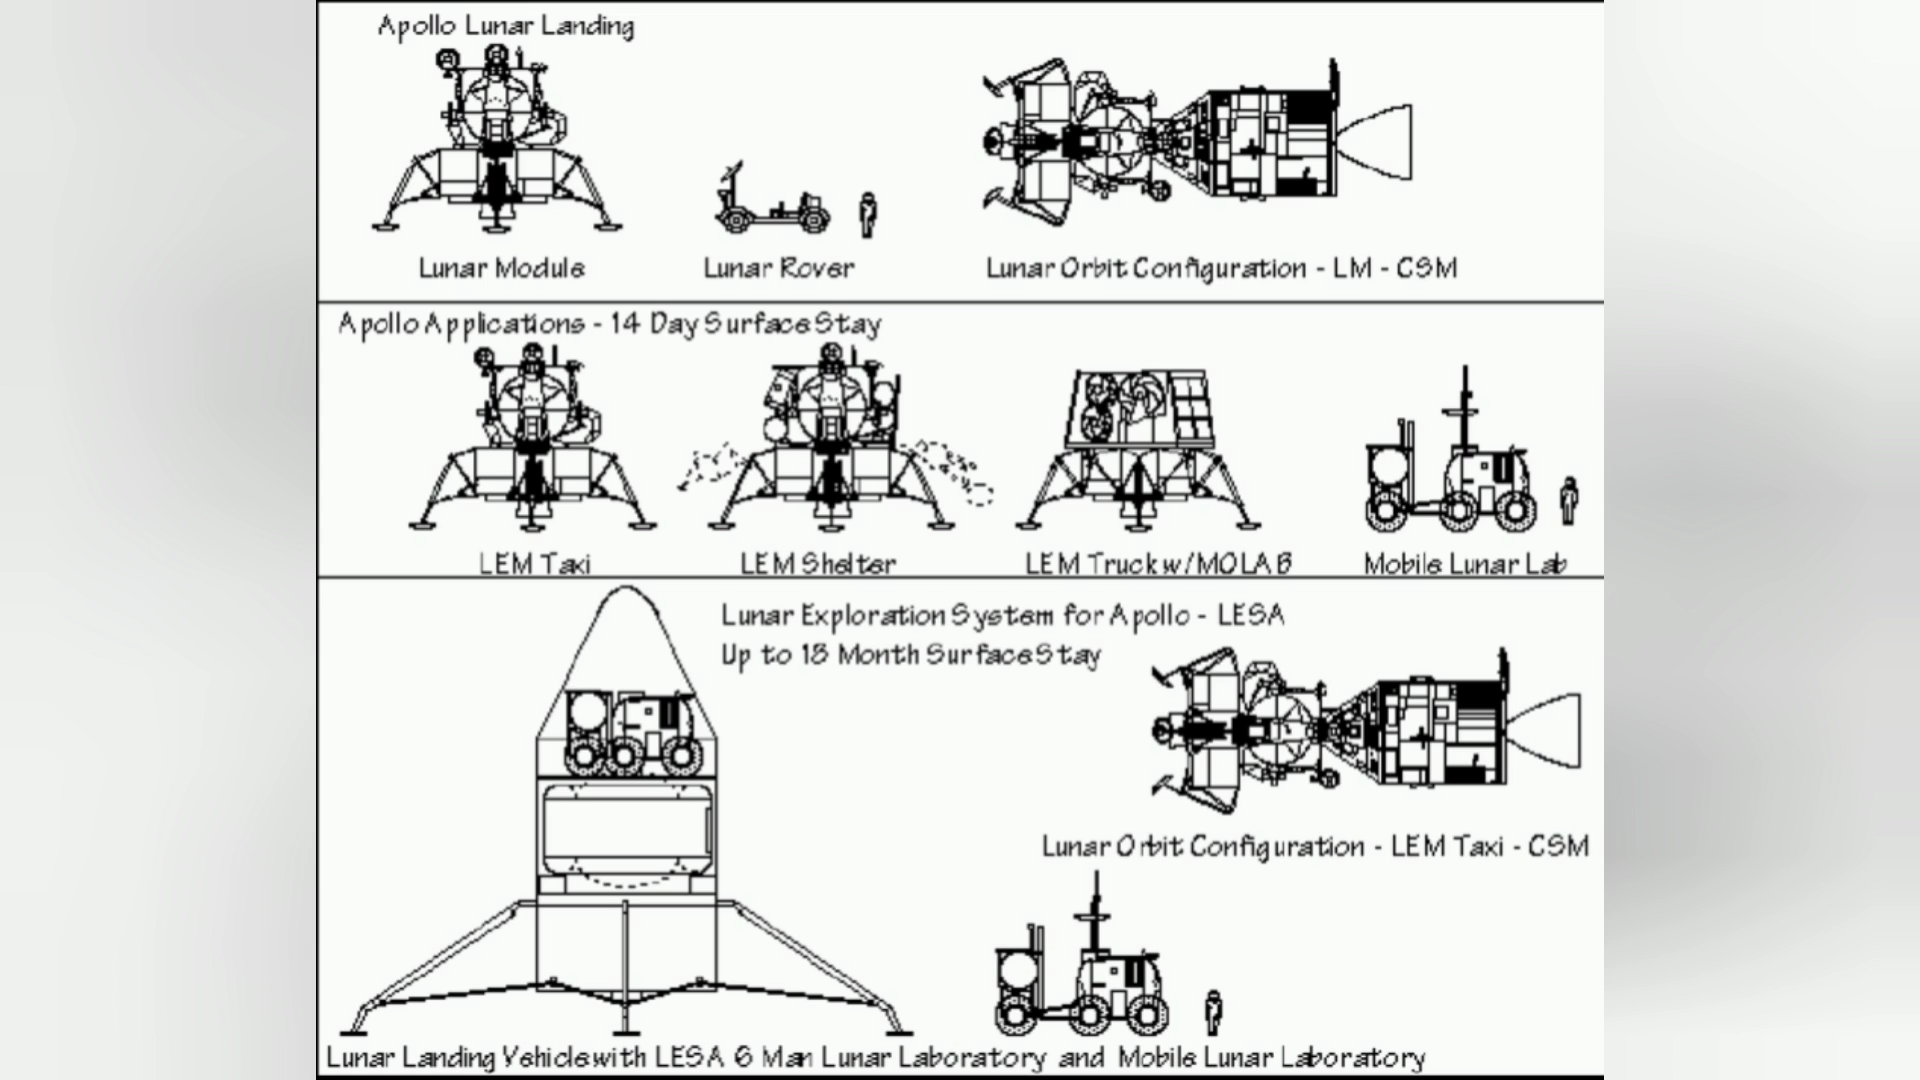 Apollo Lunar Landing
Lunar Module
Lunar Rover
Lunar Orbit Configuration - LM - CSM
Apollo Applications - 14 Day Surface Stay
LEM Taxi
LEM Shelter
LEM Truck w/MOLAB
Mobile Lunar Lab
Lunar Exploration System for Apollo - LESA
Up to 18 Month Surface Stay
Lunar Orbit Configuration - LEM Taxi - CSM
Lunar Landing Vehicle with LESA 6 Man Lunar Laboratory and Mobile Lunar Laboratory